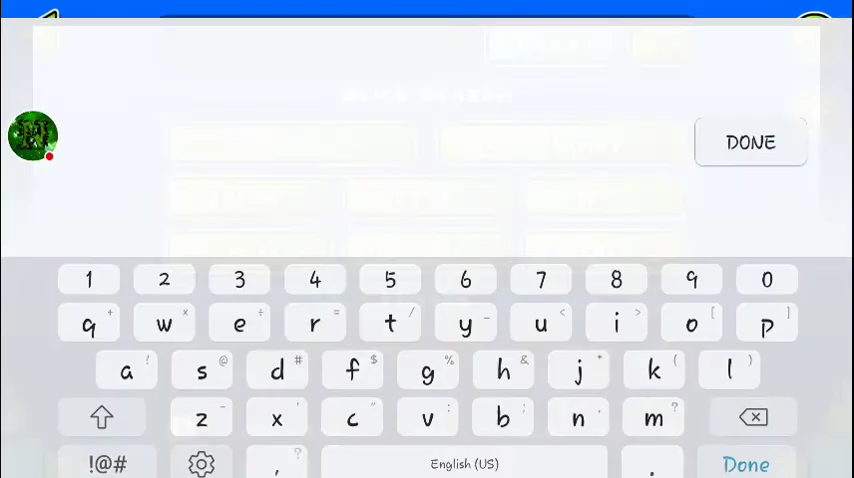 N
DONE
1 2 3 4 5 6 7 8 9 0
q + w × e ÷ r = t / y _ u < i > o [ p ]
a ! s @ d # f $ g % h & j * k ( l )
z - x ' c " v : b ; n , m ?
!@# , ? English (US) . Done